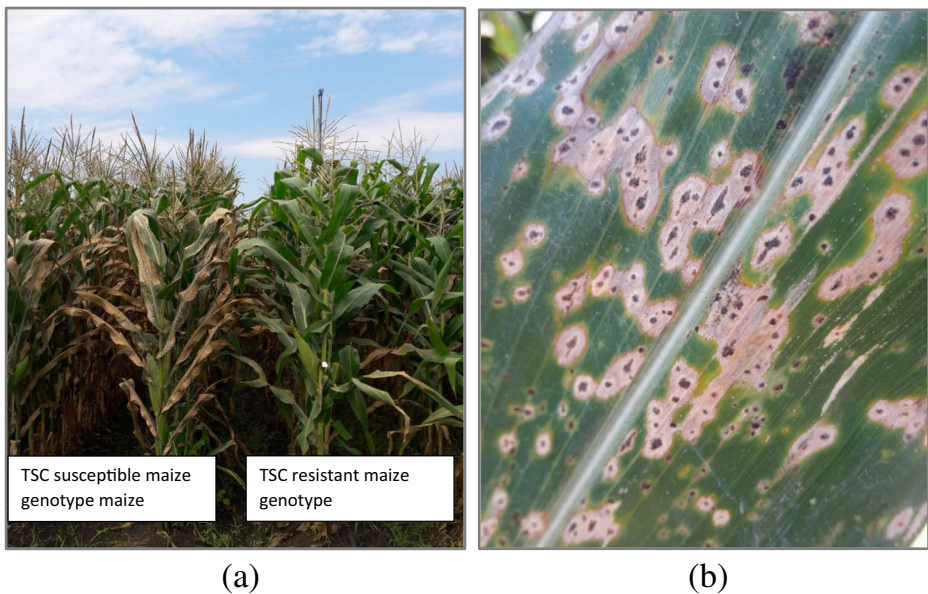 TSC susceptible maize
genotype maize
TSC resistant maize
genotype
(a)
(b)